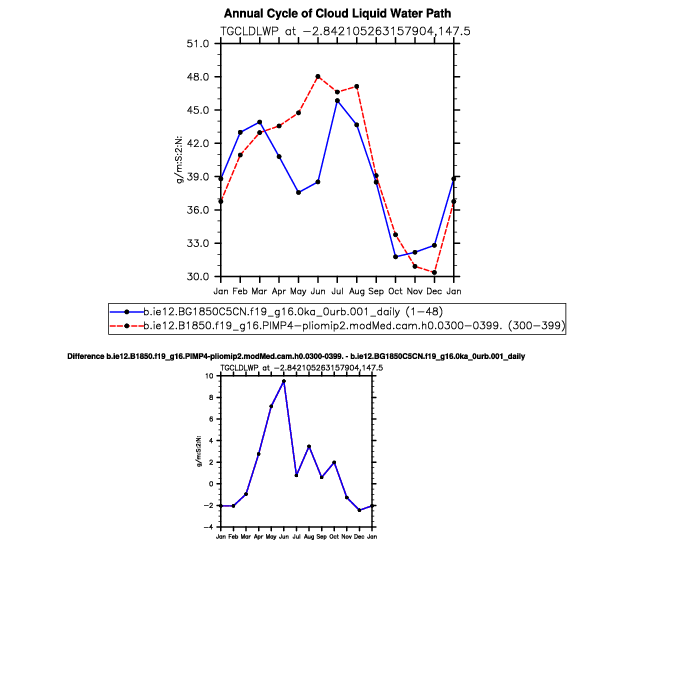 Annual Cycle of Cloud Liquid Water Path
TGCLDLWP at −2.842105263157904,147.5
51.0
48.0
45.0
42.0
39.0
36.0
33.0
30.0
g/m:S:2:N:
Jan Feb Mar Apr May Jun Jul Aug Sep Oct Nov Dec Jan
b.ie12.BG1850C5CN.f19_g16.0ka_0urb.001_daily (1−48)
b.ie12.B1850.f19_g16.PIMP4−pliomip2.modMed.cam.h0.0300−0399. (300−399)
Difference b.ie12.B1850.f19_g16.PIMP4-pliomip2.modMed.cam.h0.0300-0399. - b.ie12.BG1850C5CN.f19_g16.0ka_0urb.001_daily
TGCLDLWP at −2.842105263157904,147.5
10
8
6
4
2
0
−2
−4
g/m:S:2:N:
Jan Feb Mar Apr May Jun Jul Aug Sep Oct Nov Dec Jan